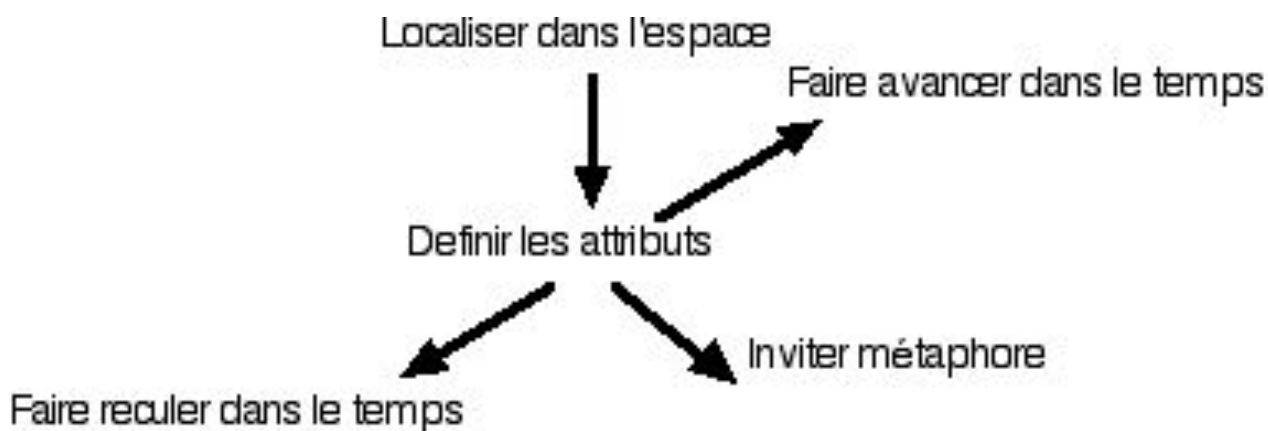 Localiser dans l'espace
Faire avancer dans le temps
Definir les attributs
Inviter métaphore
Faire reculer dans le temps